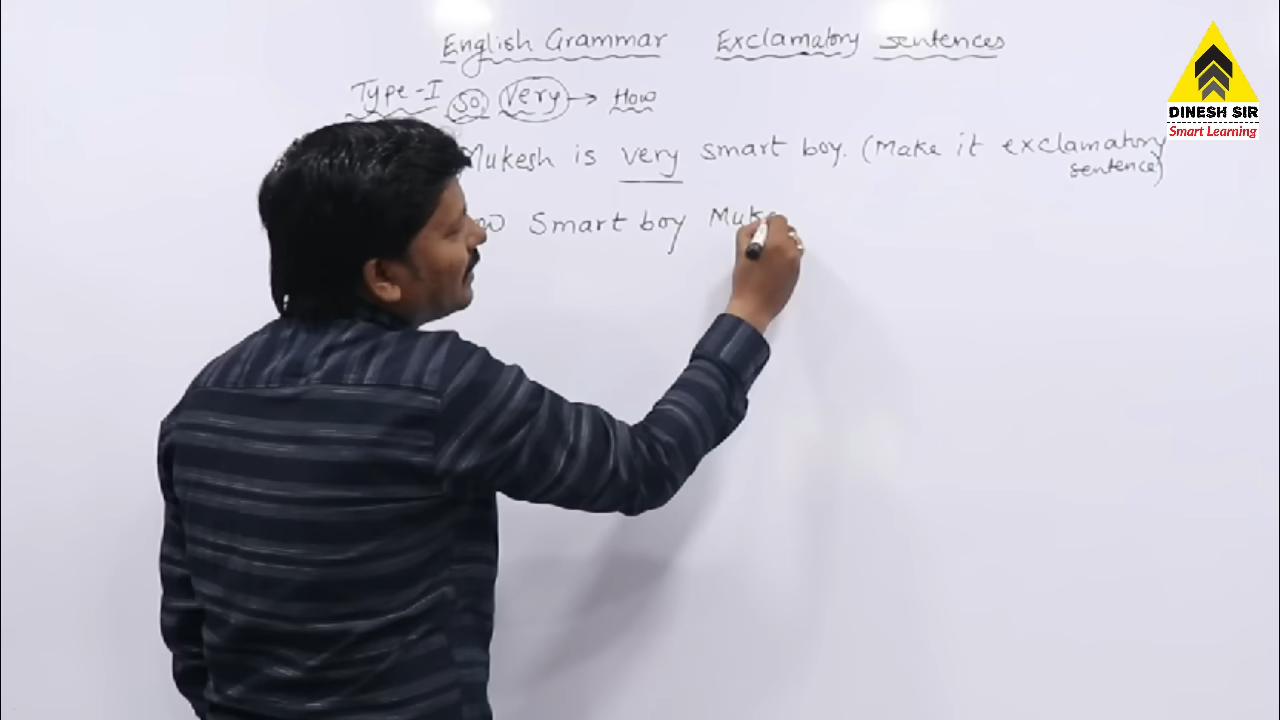 English Grammar Exclamatory sentences
Type-I So, Very → How
Mukesh is very smart boy. (Make it exclamatory
sentence)
Smart boy Muke
DINESH SIR
Smart Learning